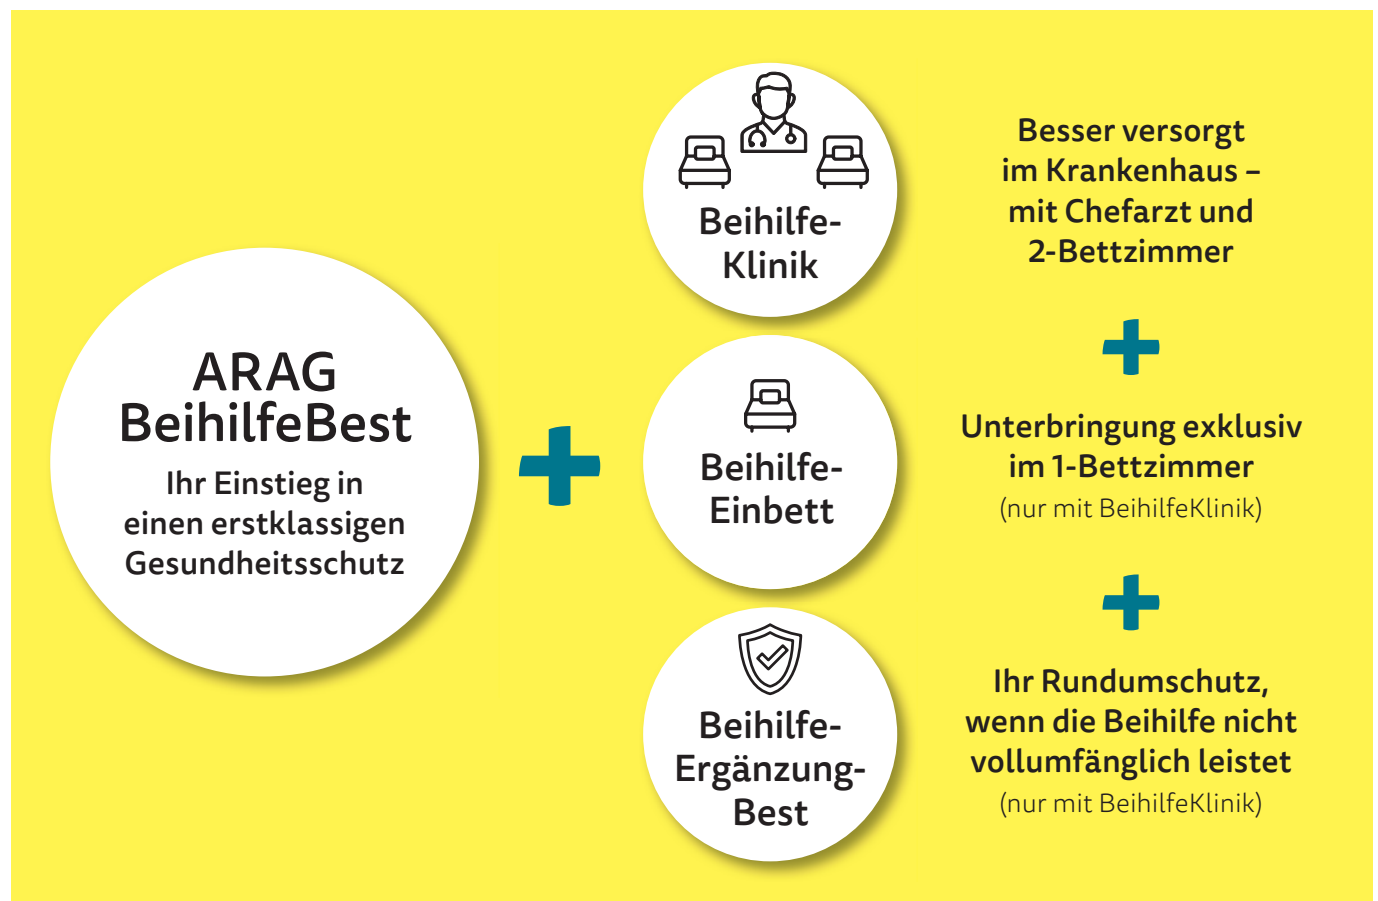 ARAG
BeihilfeBest
Ihr Einstieg in
einen erstklassigen
Gesundheitsschutz
Beihilfe-
Klinik
Besser versorgt
im Krankenhaus –
mit Chefarzt und
2-Bettzimmer
Beihilfe-
Einbett
Unterbringung exklusiv
im 1-Bettzimmer
(nur mit BeihilfeKlinik)
Beihilfe-
Ergänzung-
Best
Ihr Rundumschutz,
wenn die Beihilfe nicht
vollumfänglich leistet
(nur mit BeihilfeKlinik)